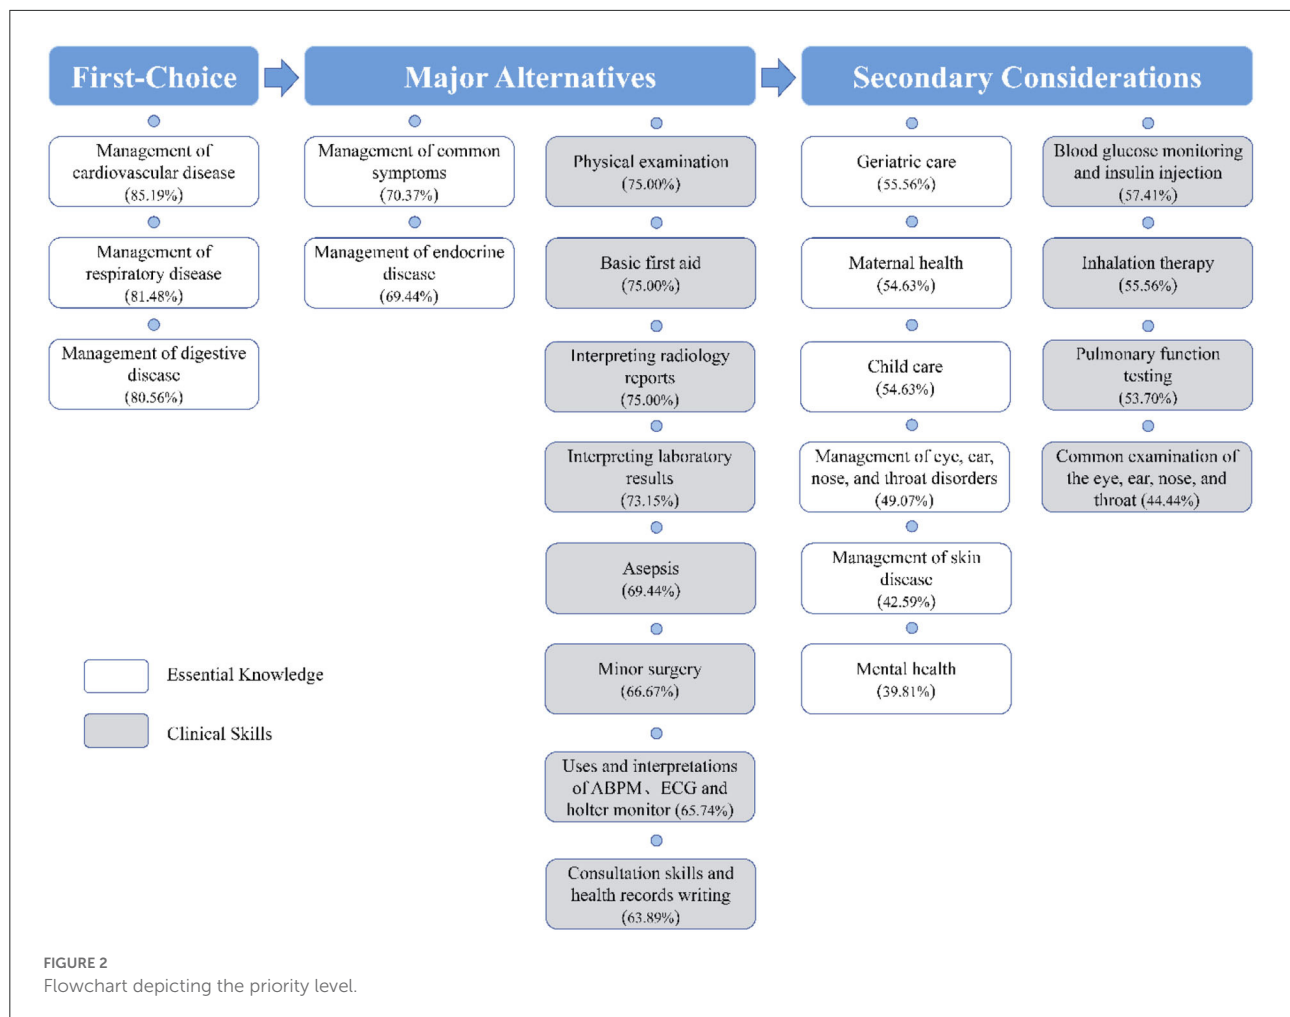 First-Choice
Major Alternatives
Secondary Considerations
Management of
cardiovascular disease
(85.19%)
Management of
respiratory disease
(81.48%)
Management of digestive
disease
(80.56%)
Management of common
symptoms
(70.37%)
Management of endocrine
disease
(69.44%)
Physical examination
(75.00%)
Basic first aid
(75.00%)
Interpreting radiology
reports
(75.00%)
Interpreting laboratory
results
(73.15%)
Asepsis
(69.44%)
Minor surgery
(66.67%)
Uses and interpretations
of ABPM、ECG and
holter monitor (65.74%)
Consultation skills and
health records writing
(63.89%)
Geriatric care
(55.56%)
Maternal health
(54.63%)
Child care
(54.63%)
Management of eye, ear,
nose, and throat disorders
(49.07%)
Management of skin
disease
(42.59%)
Mental health
(39.81%)
Blood glucose monitoring
and insulin injection
(57.41%)
Inhalation therapy
(55.56%)
Pulmonary function
testing
(53.70%)
Common examination of
the eye, ear, nose, and
throat (44.44%)
Essential Knowledge
Clinical Skills
FIGURE 2
Flowchart depicting the priority level.